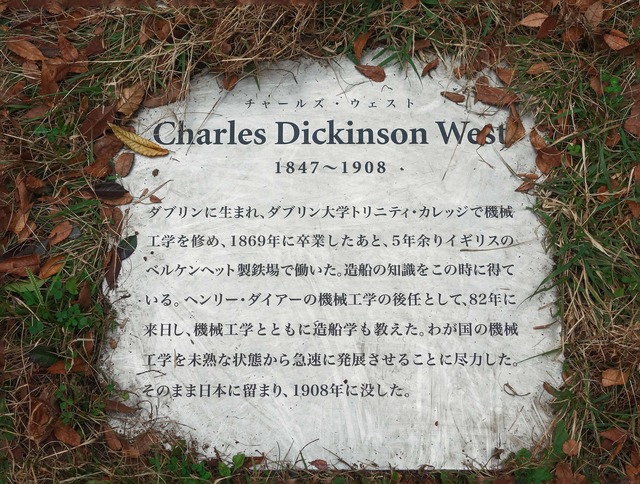 チャールズ・ウェスト
Charles Dickinson West
1847〜1908
ダブリンに生まれ、ダブリン大学トリニティ・カレッジで機械
工学を修め、1869年に卒業したあと、5年余りイギリスの
ベルケンヘット製鉄場で働いた。造船の知識をこの時に得て
いる。ヘンリー・ダイアーの機械工学の後任として、82年に
来日し、機械工学とともに造船学も教えた。わが国の機械
工学を未熟な状態から急速に発展させることに尽力した。
そのまま日本に留まり、1908年に没した。